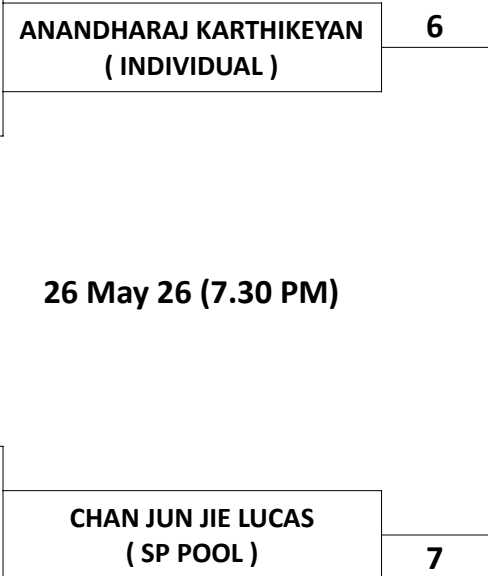 ANANDHARAJ KARTHIKEYAN
( INDIVIDUAL )
6
26 May 26 (7.30 PM)
CHAN JUN JIE LUCAS
( SP POOL )
7